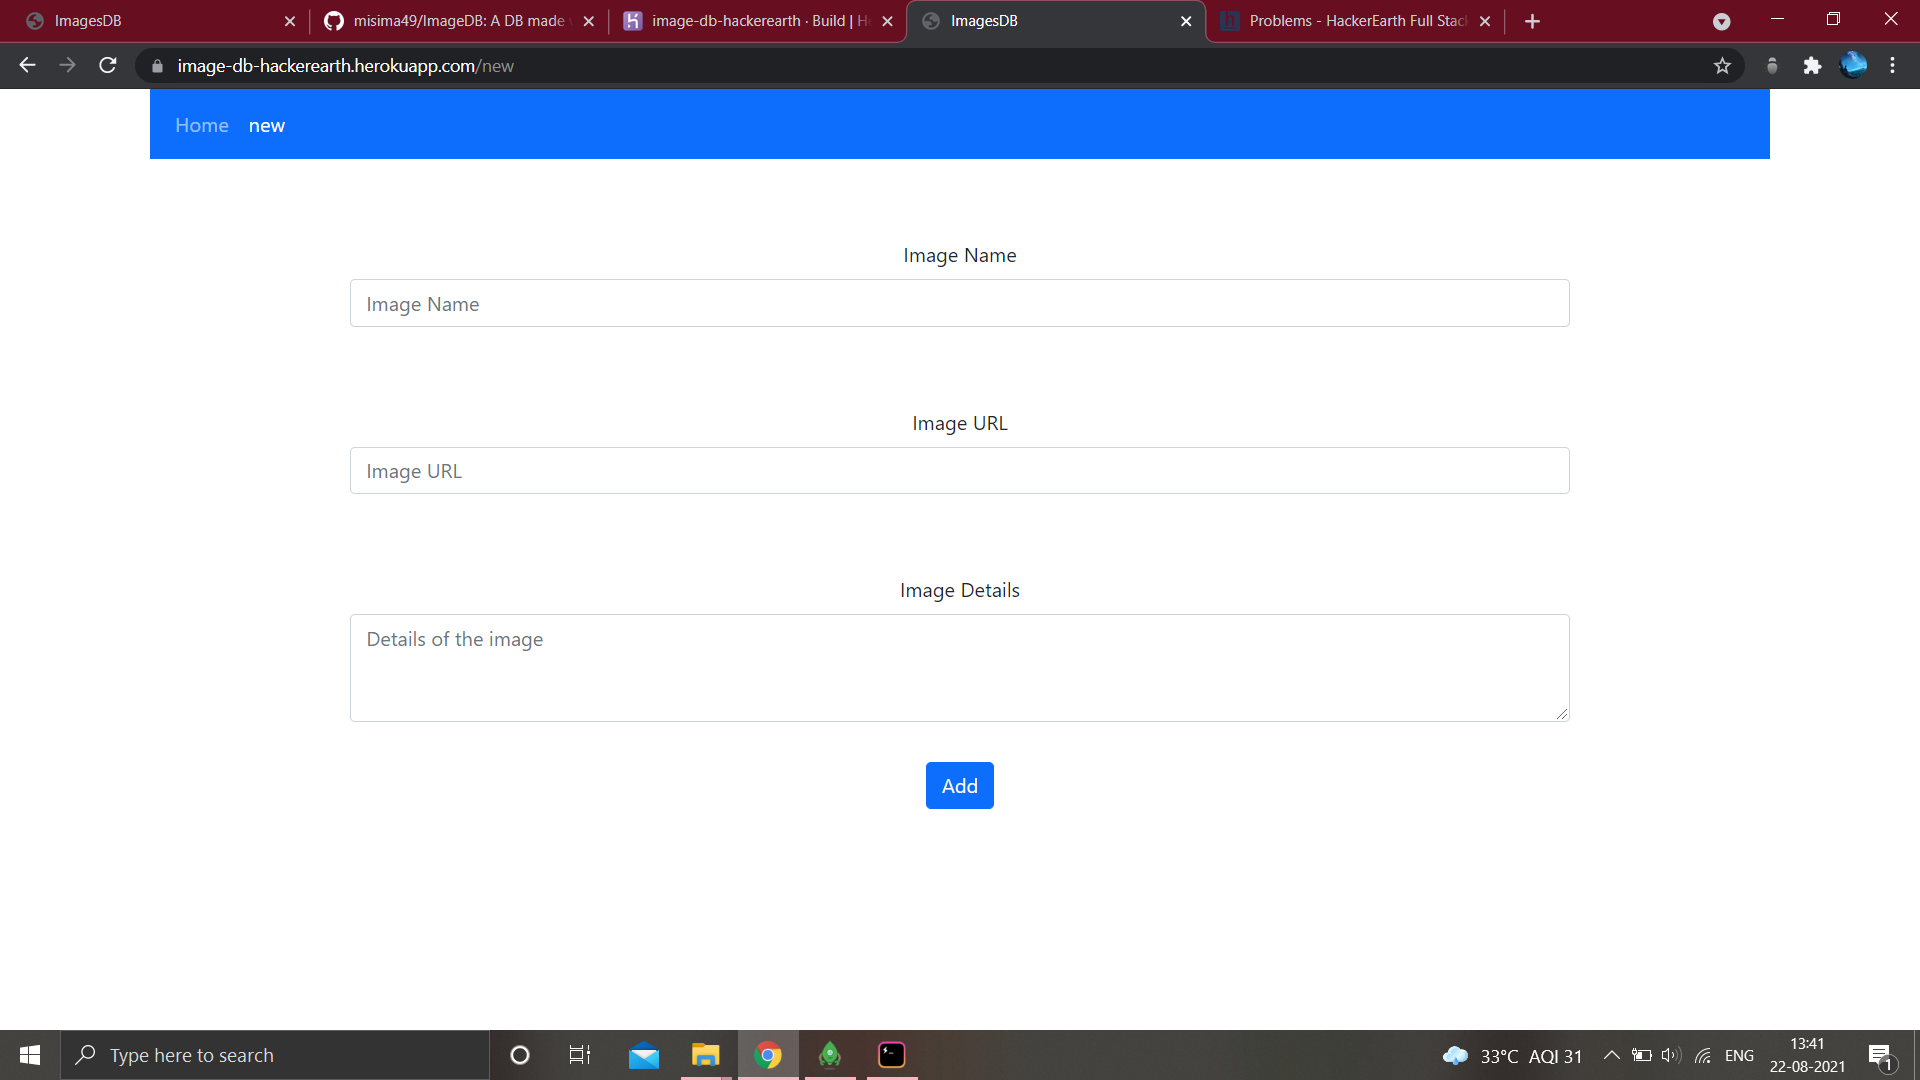 ImagesDB
misima49/ImageDB: A DB made
image-db-hackerearth · Build | He
ImagesDB
Problems - HackerEarth Full Stac
image-db-hackerearth.herokuapp.com/new
Home new
Image Name
Image Name
Image URL
Image URL
Image Details
Details of the image
Add
Type here to search
33°C AQI 31
ENG
13:41
22-08-2021
1